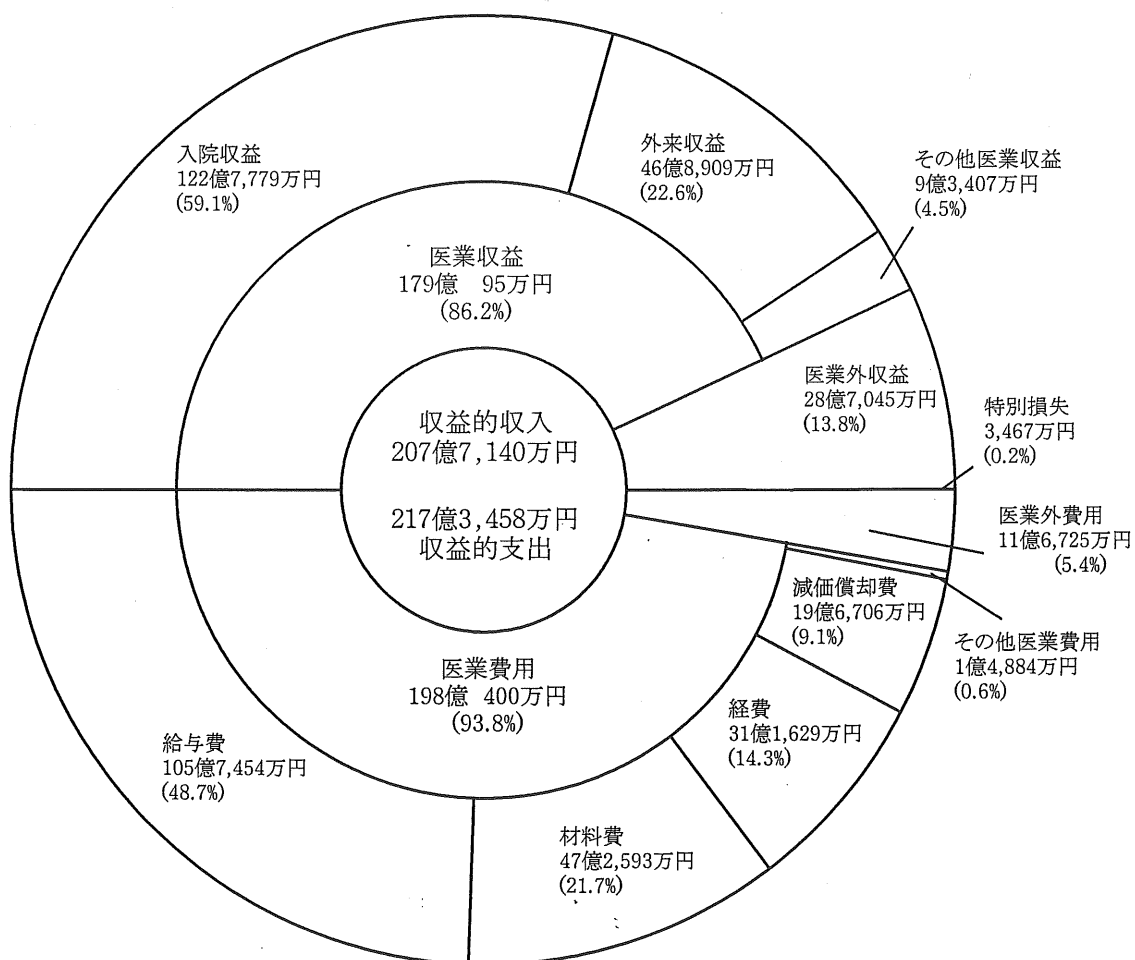 入院収益
122億7,779万円
(59.1%)
外来収益
46億8,909万円
(22.6%)
その他医業収益
9億3,407万円
(4.5%)
医業収益
179億 95万円
(86.2%)
医業外収益
28億7,045万円
(13.8%)
収益的収入
207億7,140万円
特別損失
3,467万円
(0.2%)
217億3,458万円
収益的支出
医業外費用
11億6,725万円
(5.4%)
減価償却費
19億6,706万円
(9.1%)
その他医業費用
1億4,884万円
(0.6%)
医業費用
198億 400万円
(93.8%)
経費
31億1,629万円
(14.3%)
給与費
105億7,454万円
(48.7%)
材料費
47億2,593万円
(21.7%)